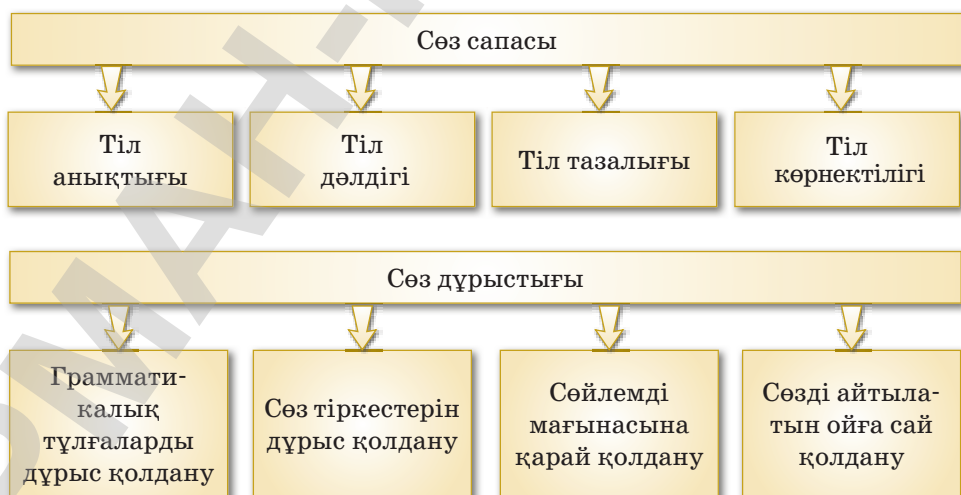 Сөз сапасы
Тіл
анықтығы
Тіл
дәлдігі
Тіл тазалығы
Тіл
көрнектілігі
Сөз дұрыстығы
Граммати-
калық
тұлғаларды
дұрыс қолдану
Сөз тіркестерін
дұрыс қолдану
Сөйлемді
мағынасына
қарай қолдану
Сөзді айтыла-
тын ойға сай
қолдану